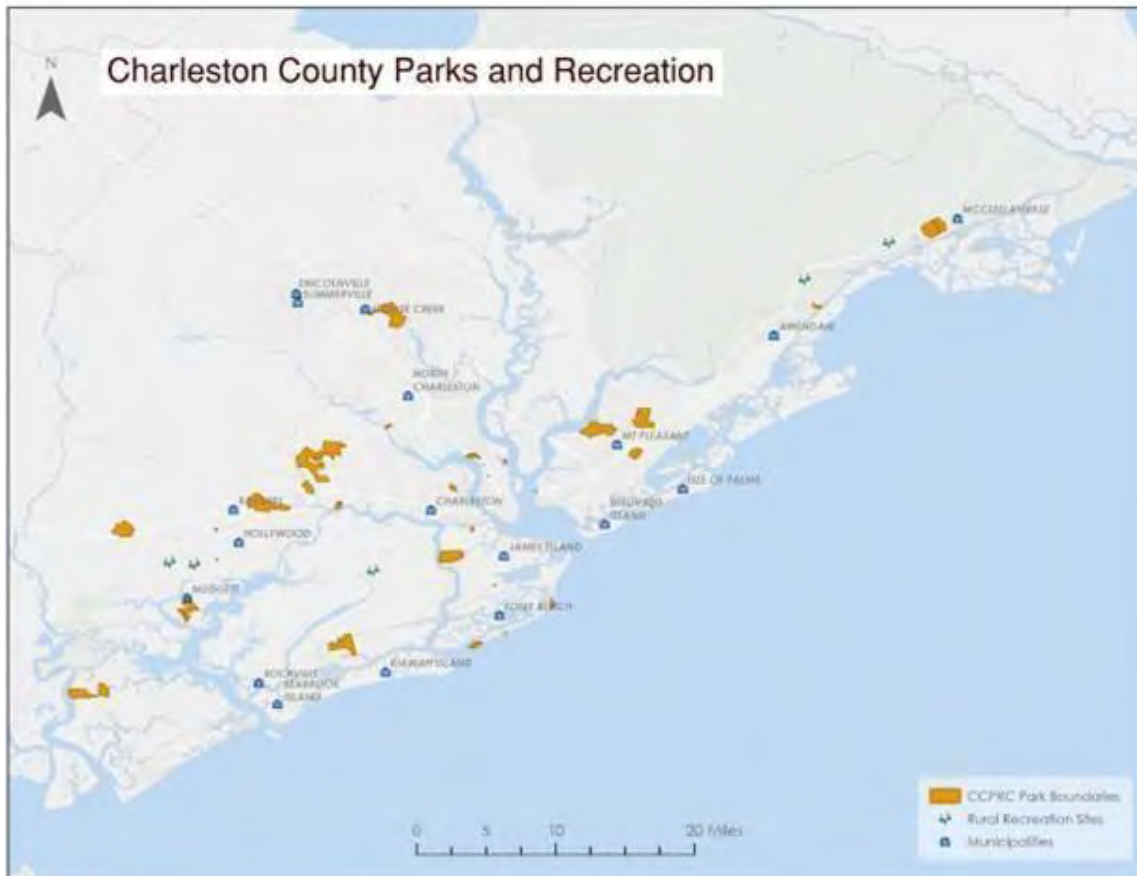 Charleston County Parks and Recreation
N
MCCLELLANVILLE
LINCOLNVILLE
SUMMERVILLE
CREEK
AWENDAW
NORTH
CHARLESTON
MT PLEASANT
ISLE OF PALMS
CHARLESTON
ISLAND
HOLLYWOOD
JAMES ISLAND
FOLLY BEACH
KIAWAH ISLAND
ROCKVILLE
SEABROOK
ISLAND
0 5 10 20 Miles
CCPRC Park Boundaries
Rural Recreation Sites
Municipalities